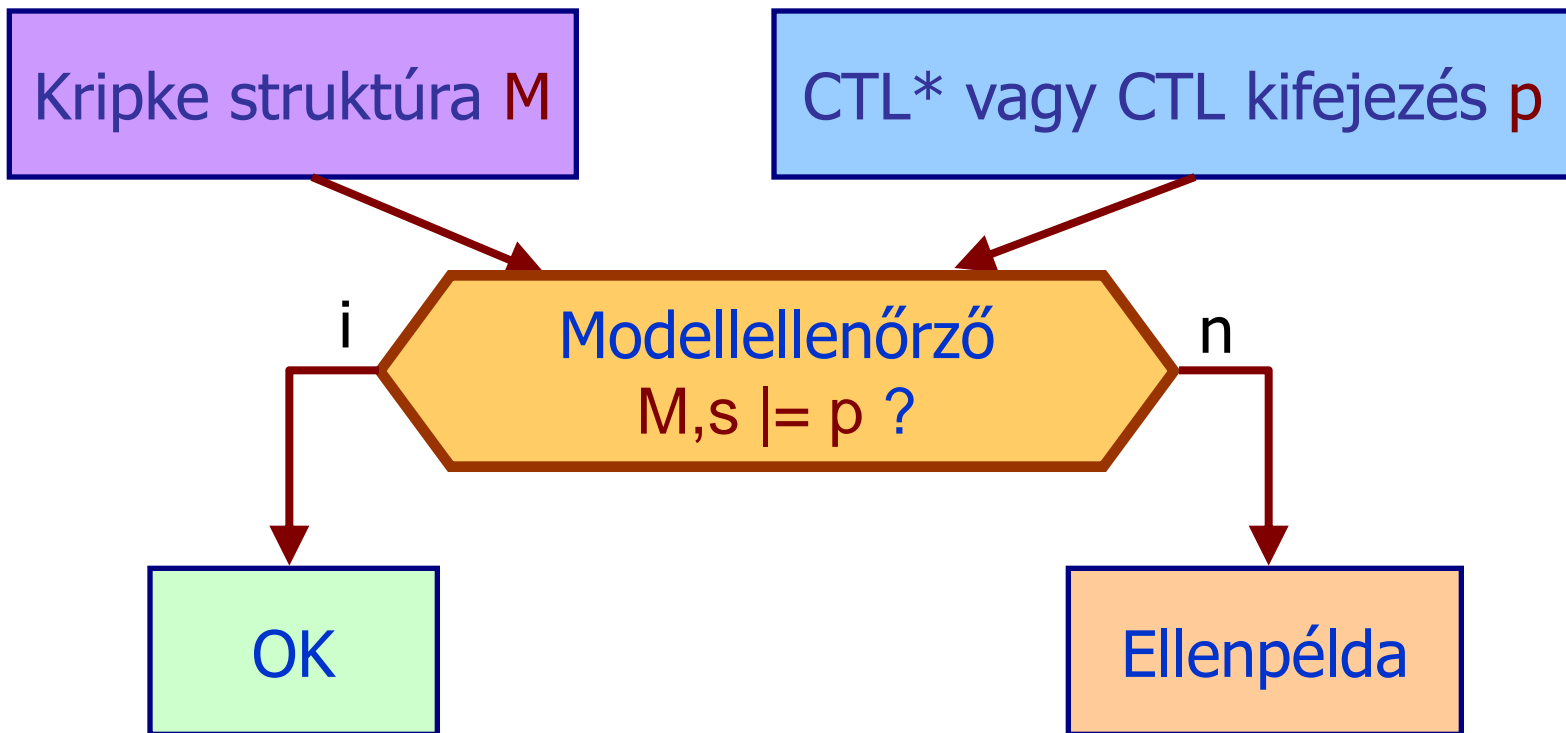 Kripke struktúra M
CTL* vagy CTL kifejezés p
i
Modellellenőrző
n
M,s |= p ?
OK
Ellenpélda